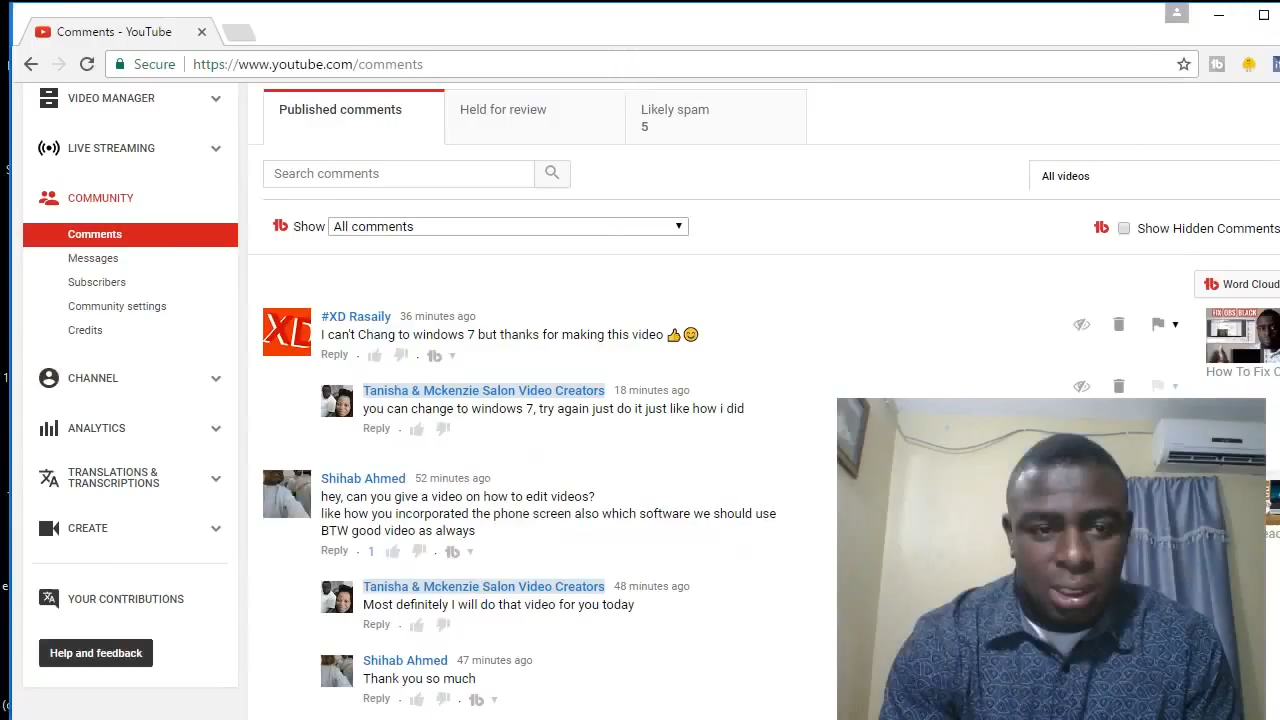 Comments - YouTube
Secure
https://www.youtube.com/comments
VIDEO MANAGER
LIVE STREAMING
COMMUNITY
Comments
Messages
Subscribers
Community settings
Credits
CHANNEL
ANALYTICS
TRANSLATIONS &
TRANSCRIPTIONS
CREATE
YOUR CONTRIBUTIONS
Help and feedback
Published comments
Held for review
Likely spam
5
Search comments
All videos
Show All comments
Show Hidden Comments
Word Cloud
#XD Rasaily 36 minutes ago
I can't Chang to windows 7 but thanks for making this video 👍😊
Reply
Tanisha & Mckenzie Salon Video Creators 18 minutes ago
you can change to windows 7, try again just do it just like how i did
Reply
Shihab Ahmed 52 minutes ago
hey, can you give a video on how to edit videos?
like how you incorporated the phone screen!also which software we should use
BTW good video as always
Reply 1
Tanisha & Mckenzie Salon Video Creators 48 minutes ago
Most definitely I will do that video for you today
Reply
Shihab Ahmed 47 minutes ago
Thank you so much
Reply
XD
FIX OBS BLACK
How To Fix